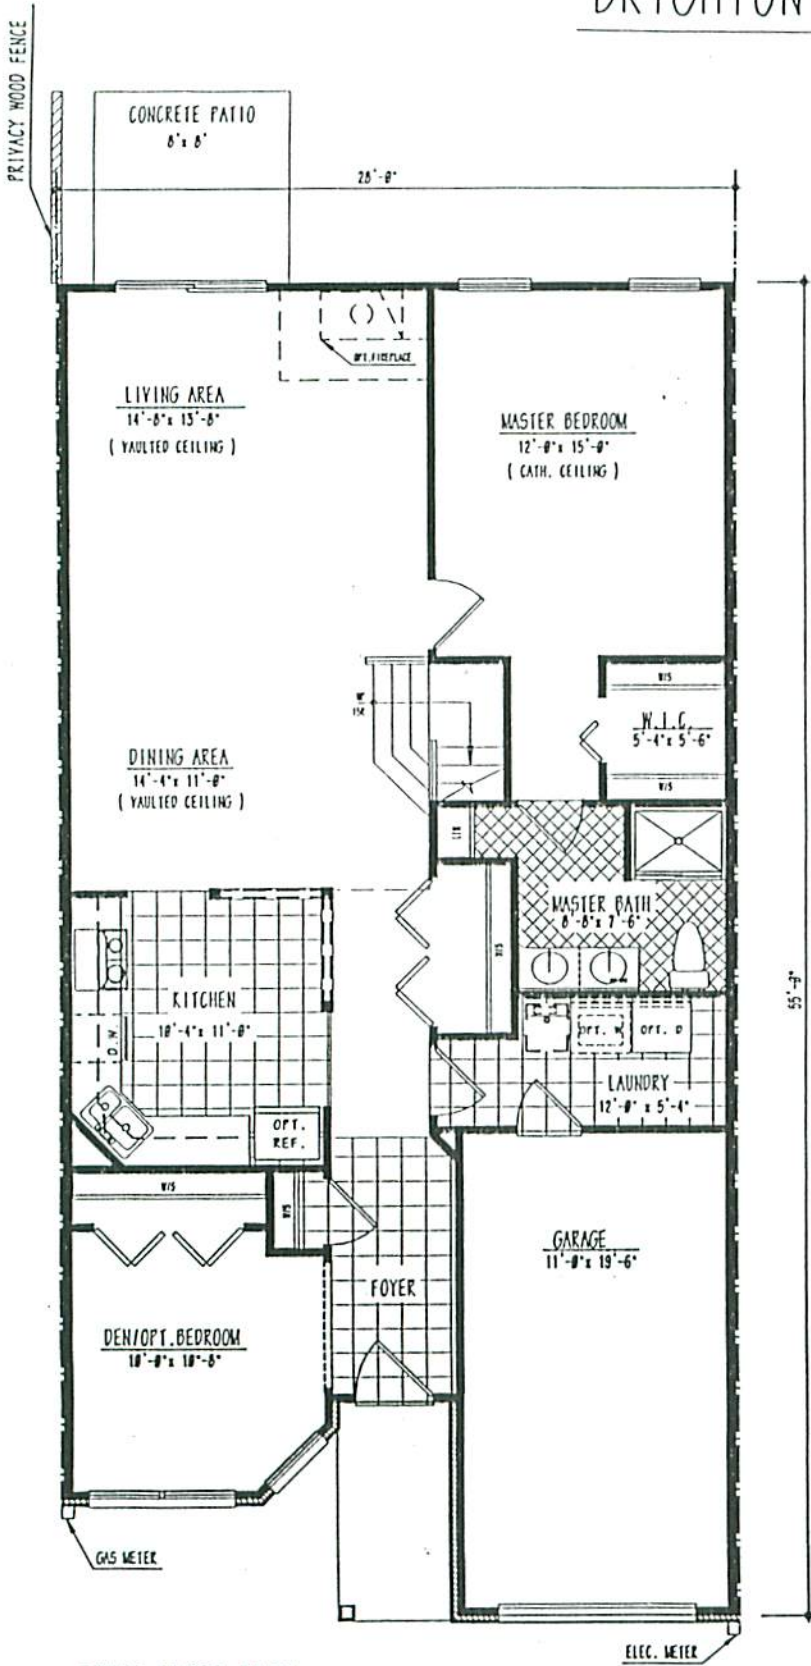 BRIGHTON
PRIVACY WOOD FENCE
CONCRETE PATIO
8'x 8'
28'-0"
OPT. FIREPLACE
LIVING AREA
14'-8"x 13'-8"
( VAULTED CEILING )
MASTER BEDROOM
12'-0"x 15'-0"
( CATH. CEILING )
W/S
W.I.C.
5'-4"x 5'-6"
W/S
DINING AREA
14'-4"x 11'-0"
( VAULTED CEILING )
LIN
MASTER BATH
8'-8"x 7'-6"
W/S
KITCHEN
10'-4"x 11'-0"
D.W.
OPT. W
OPT. D
55'-0"
LAUNDRY
12'-0" x 5'-4"
OPT.
REF.
W/S
W/S
GARAGE
11'-0"x 19'-6"
FOYER
DEN/OPT.BEDROOM
10'-0"x 10'-8"
GAS METER
ELEC. METER